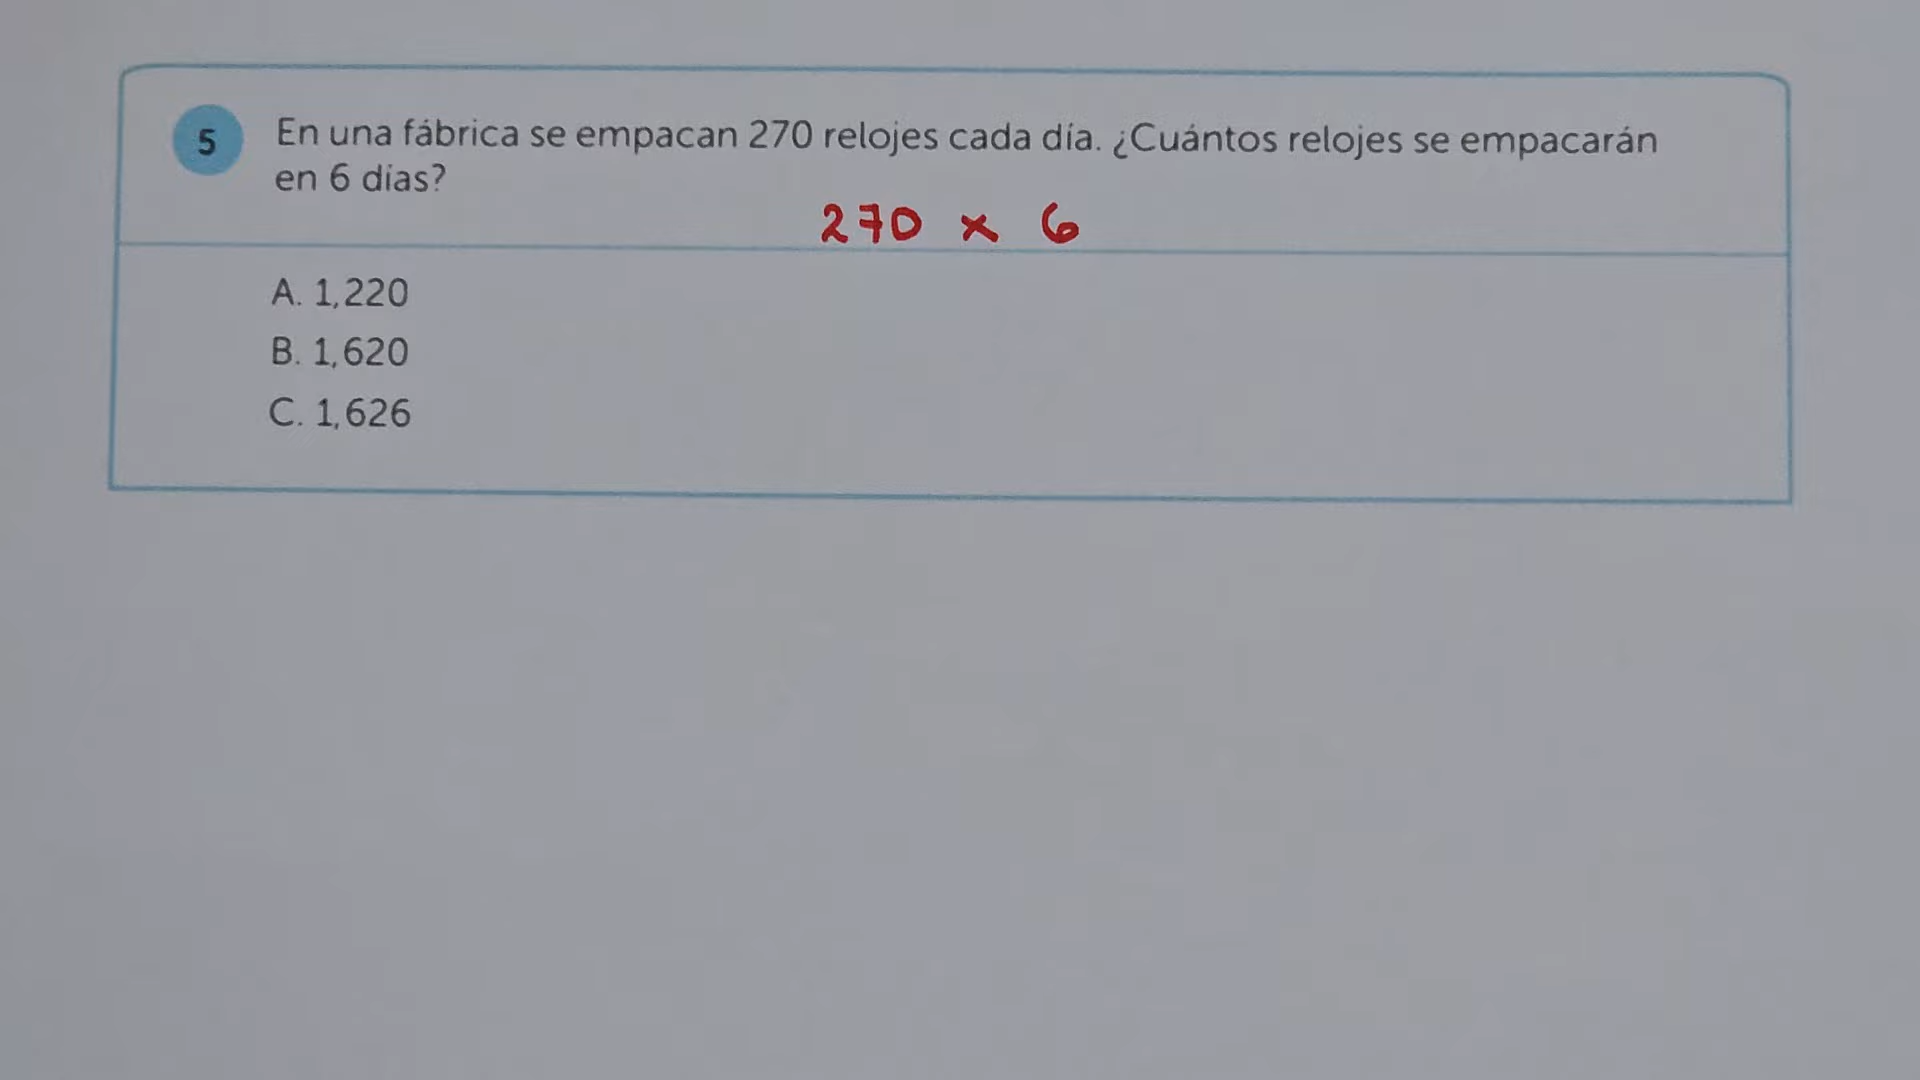 5
En una fábrica se empacan 270 relojes cada día. ¿Cuántos relojes se empacarán
en 6 días?
270 x 6
A. 1,220
B. 1,620
C. 1,626